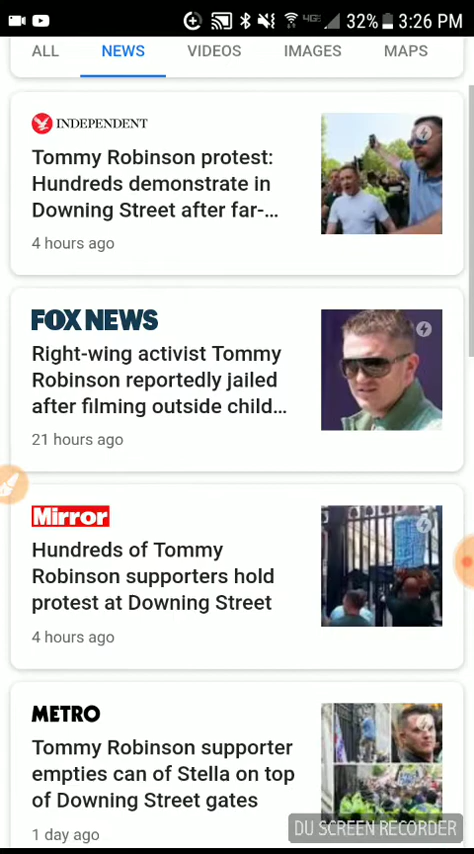 4G 32% 3:26 PM
ALL NEWS VIDEOS IMAGES MAPS
INDEPENDENT
Tommy Robinson protest:
Hundreds demonstrate in
Downing Street after far-...
4 hours ago
FOX NEWS
Right-wing activist Tommy
Robinson reportedly jailed
after filming outside child...
21 hours ago
Mirror
Hundreds of Tommy
Robinson supporters hold
protest at Downing Street
4 hours ago
METRO
Tommy Robinson supporter
empties can of Stella on top
of Downing Street gates
1 day ago
DU SCREEN RECORDER